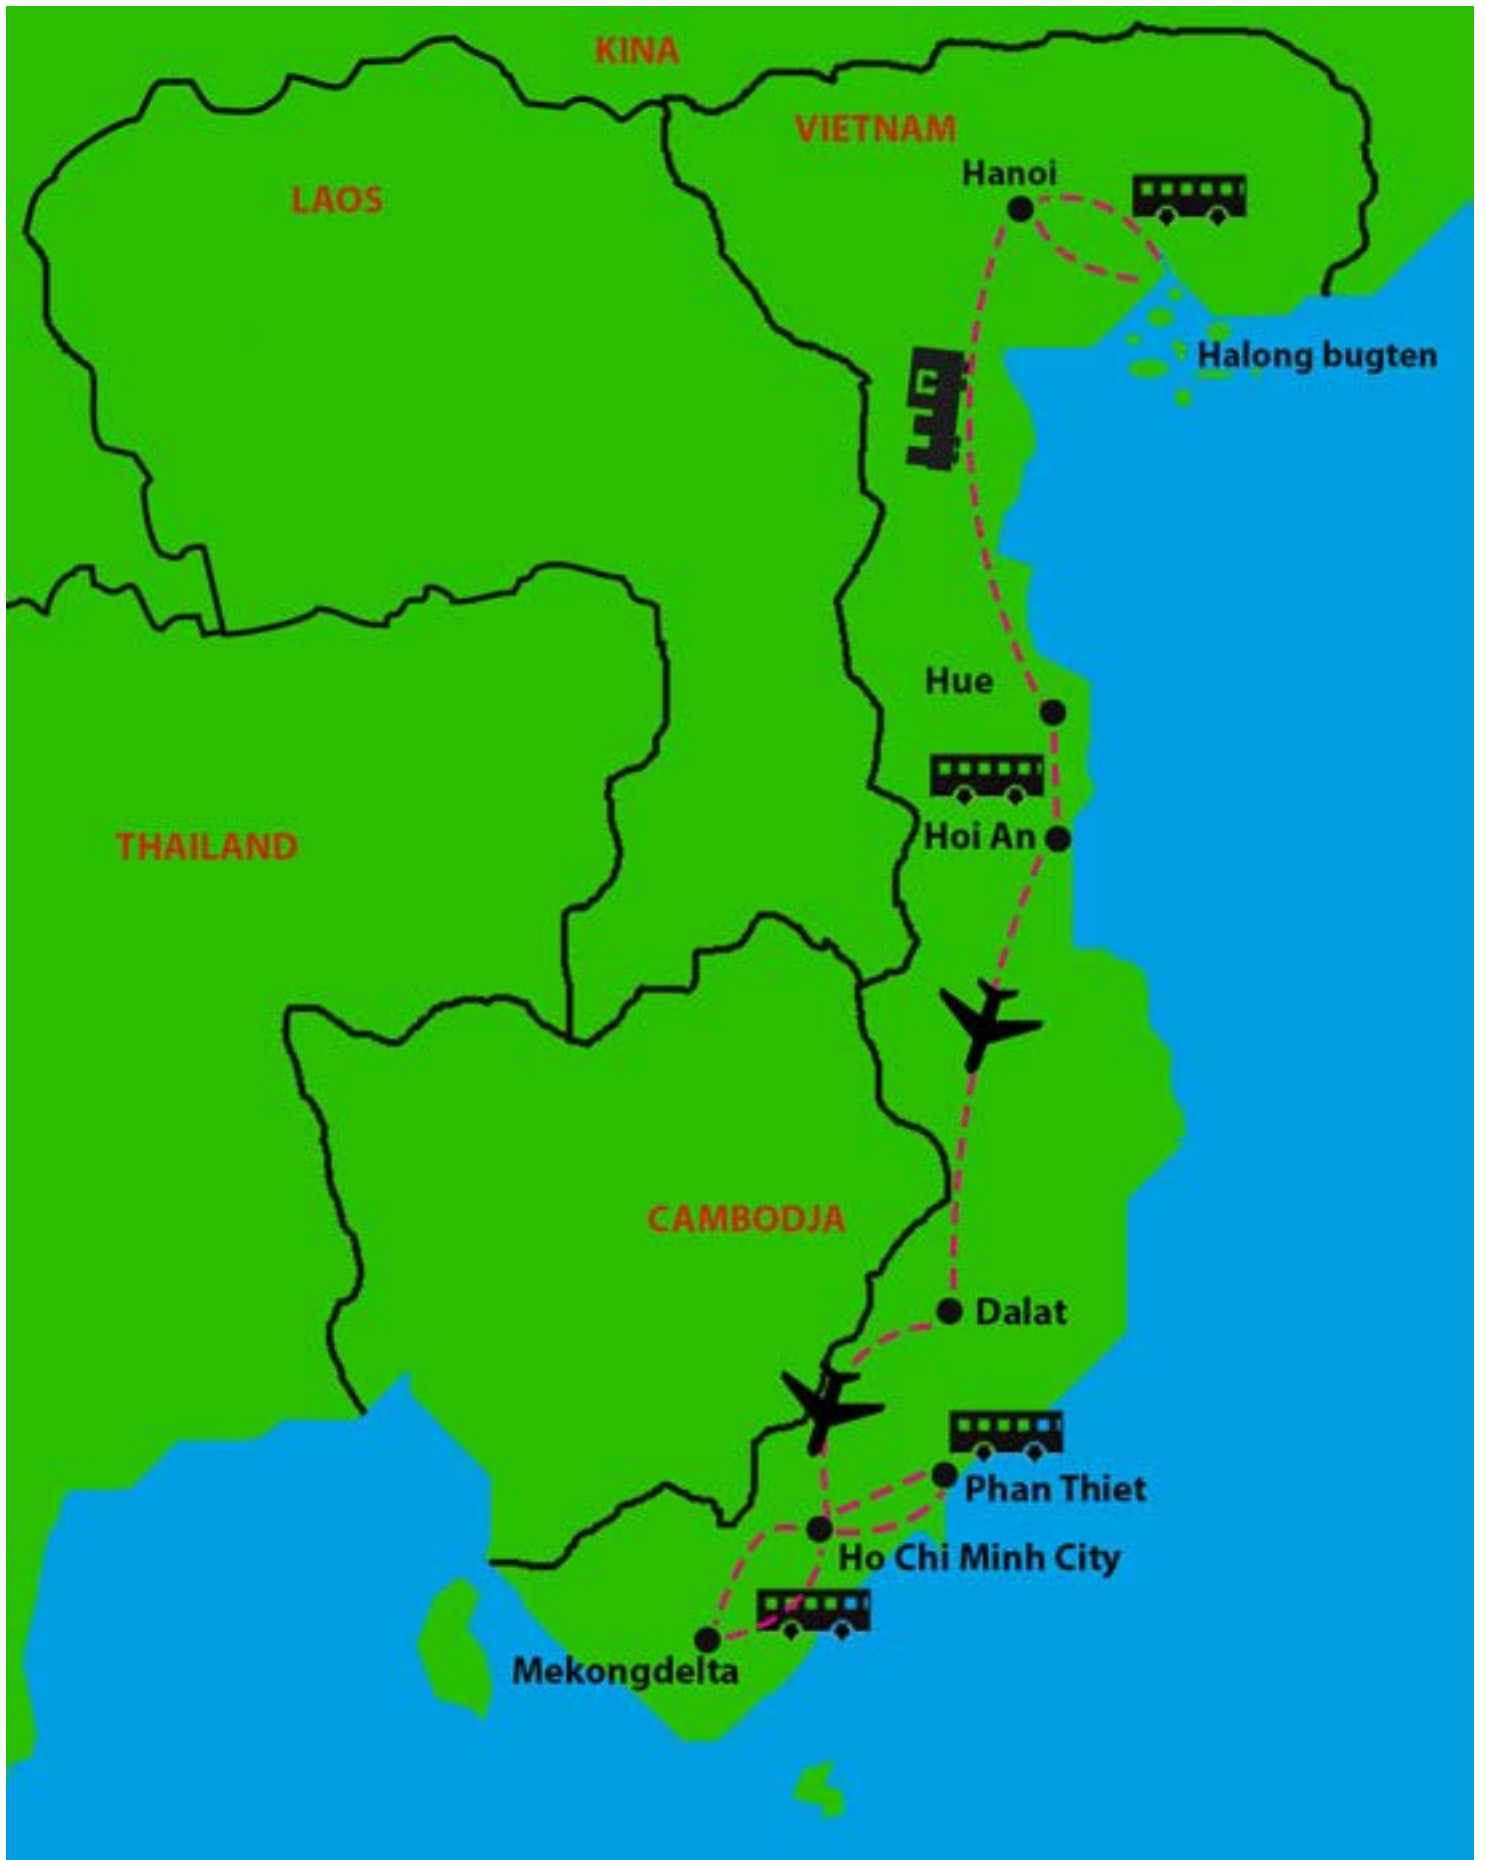 KINA
VIETNAM
Hanoi
LAOS
Halong bugten
Hue
Hoi An
THAILAND
CAMBODJA
Dalat
Phan Thiet
Ho Chi Minh City
Mekongdelta